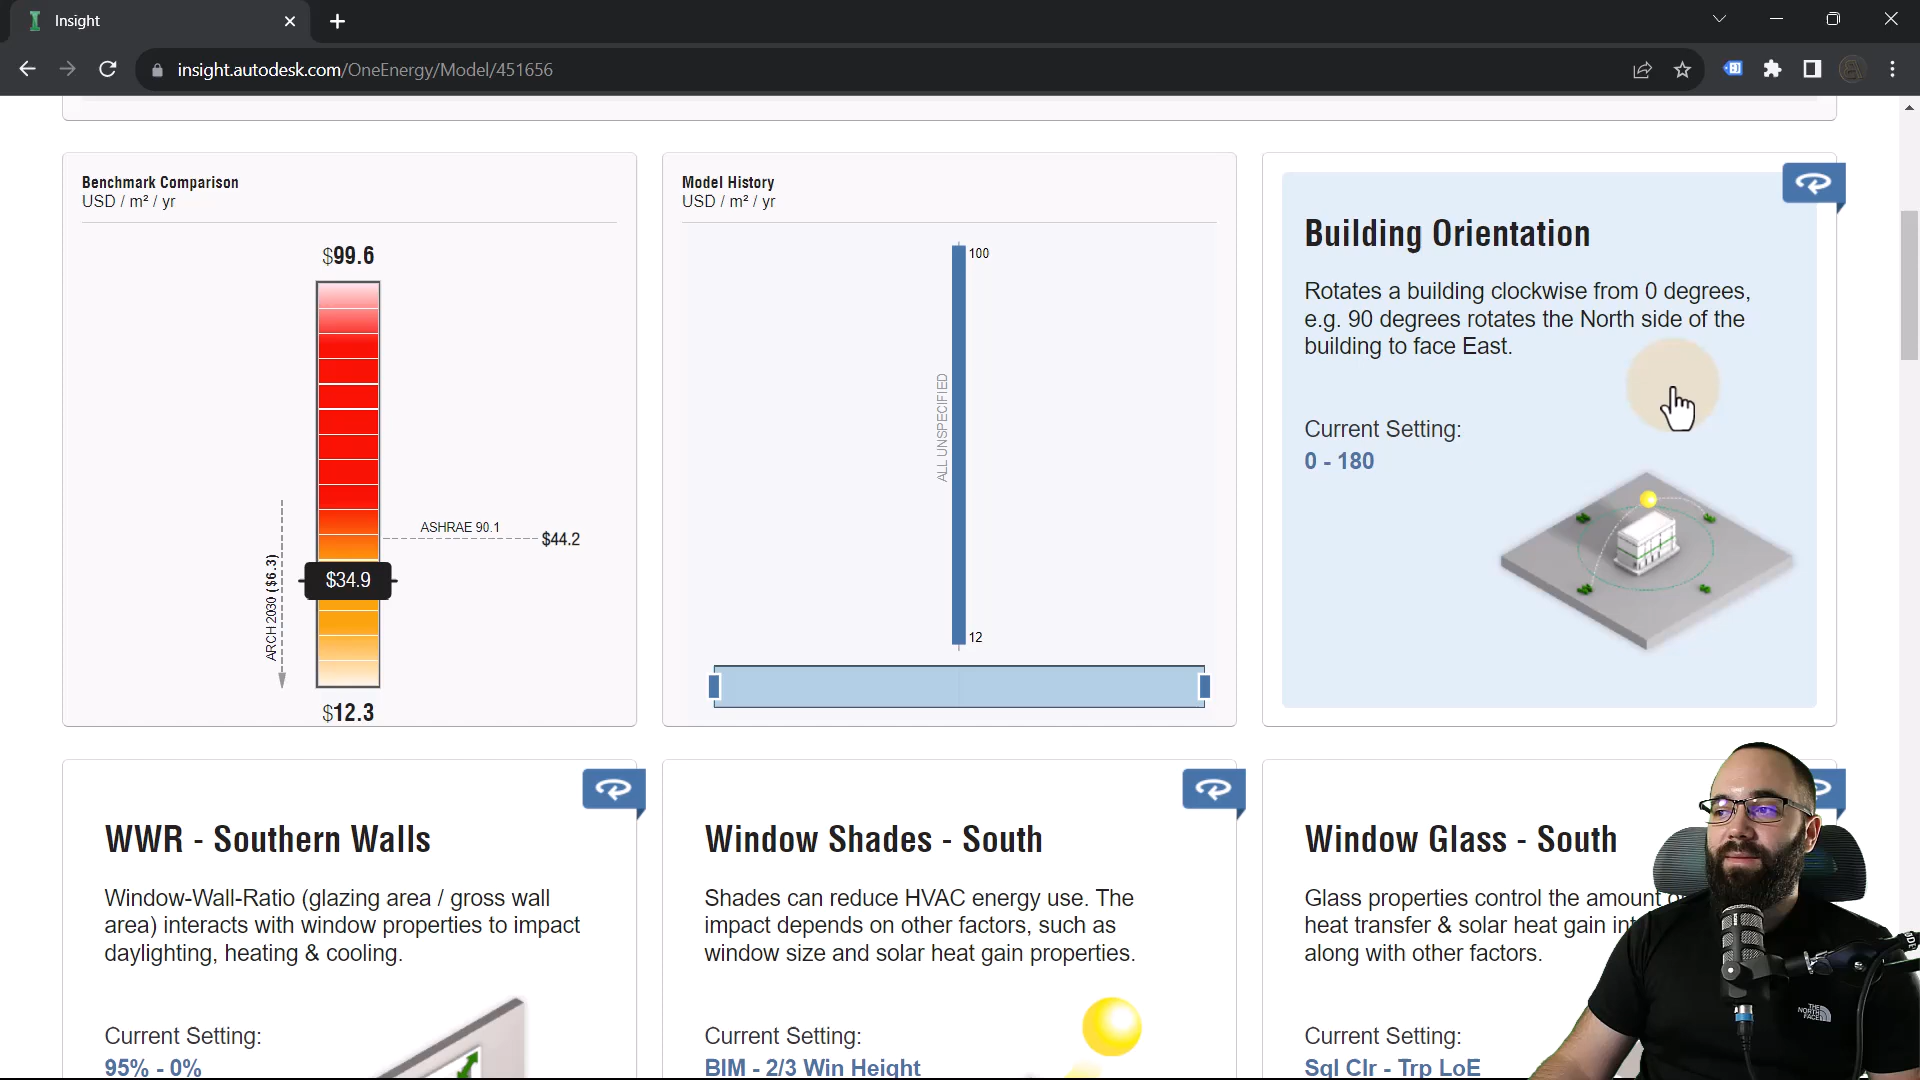 Insight
insight.autodesk.com/OneEnergy/Model/451656
Benchmark Comparison
USD / m² / yr
$99.6
ASHRAE 90.1
$44.2
$34.9
ARCH 2030 ($6.3)
$12.3
Model History
USD / m² / yr
100
ALL UNSPECIFIED
12
Building Orientation
Rotates a building clockwise from 0 degrees,
e.g. 90 degrees rotates the North side of the
building to face East.
Current Setting:
0 - 180
WWR - Southern Walls
Window-Wall-Ratio (glazing area / gross wall
area) interacts with window properties to impact
daylighting, heating & cooling.
Current Setting:
95% - 0%
Window Shades - South
Shades can reduce HVAC energy use. The
impact depends on other factors, such as
window size and solar heat gain properties.
Current Setting:
BIM - 2/3 Win Height
Window Glass - South
Glass properties control the amount
heat transfer & solar heat gain
along with other factors.
Current Setting:
Sgl Clr - Trp LoE
THE
NORTH
FACE